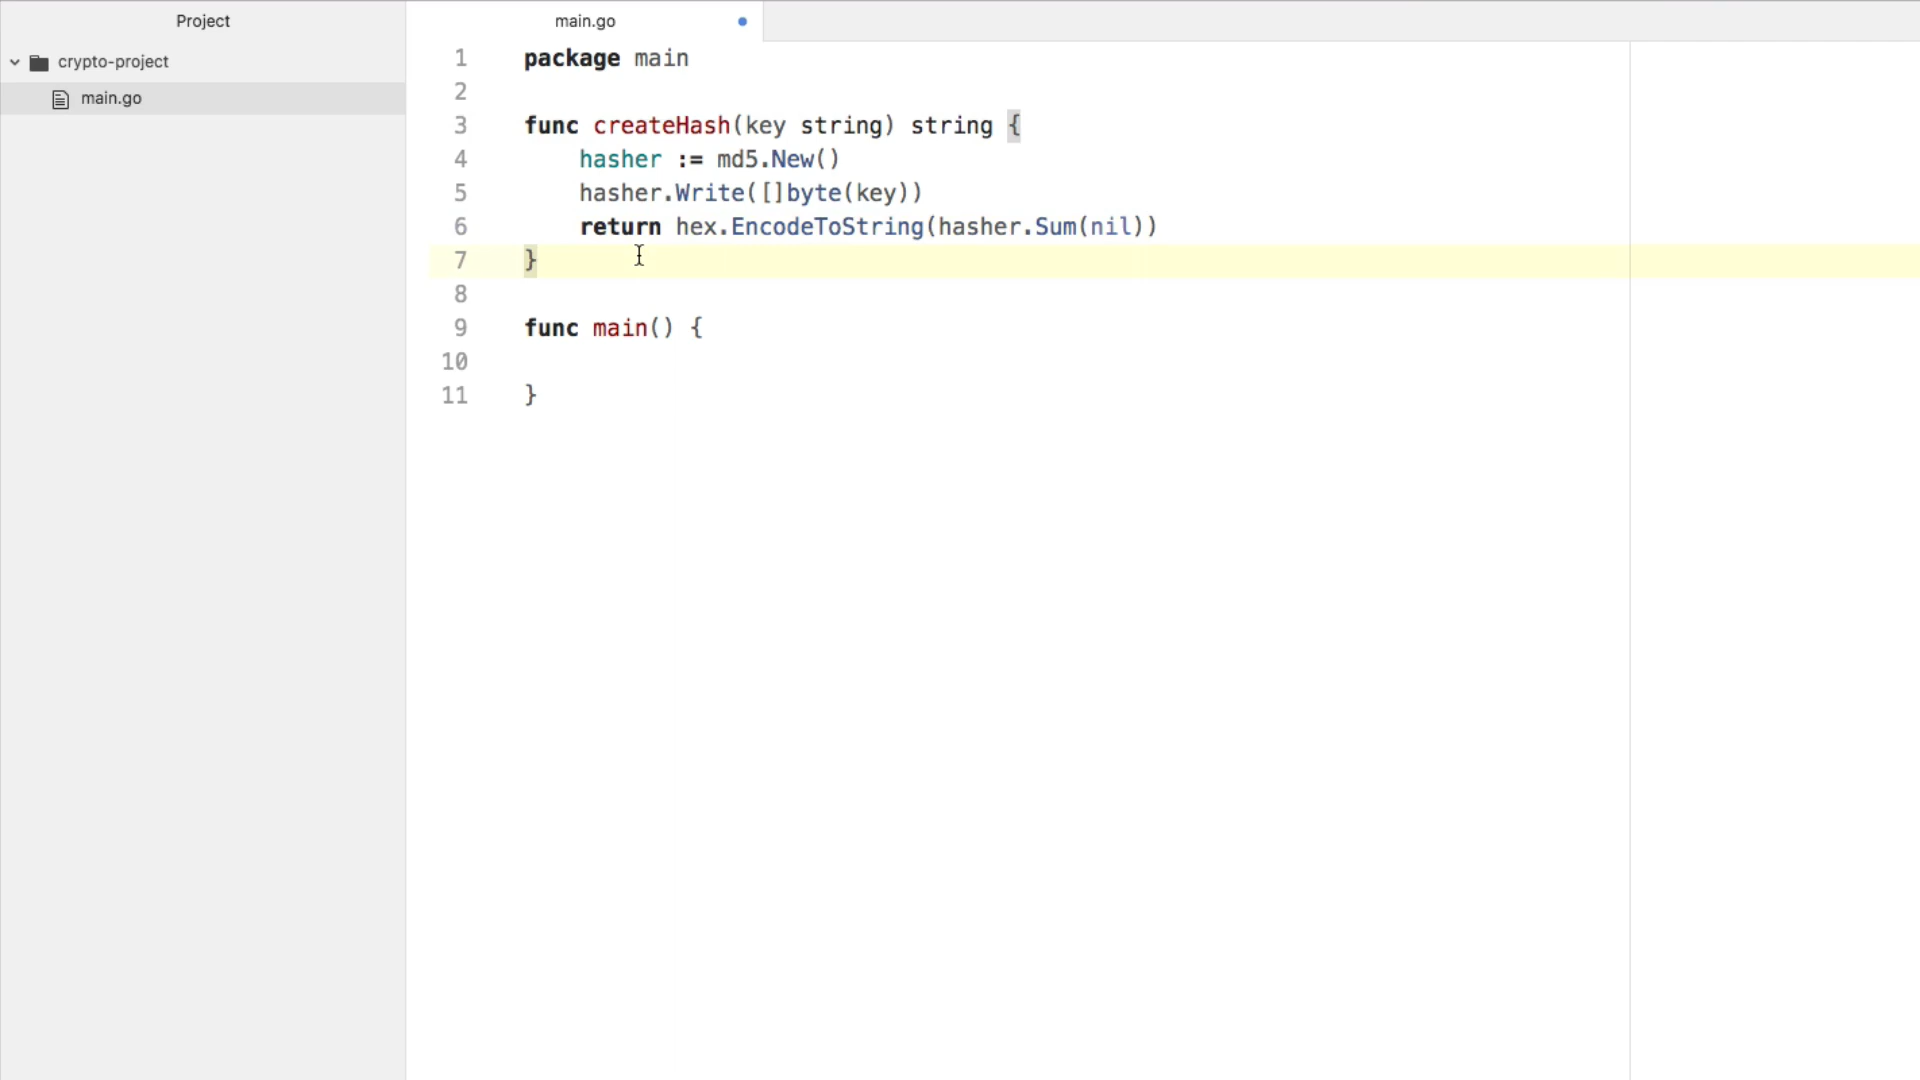 Project
crypto-project
main.go
main.go
1 package main
2
3 func createHash(key string) string {
4 hasher := md5.New()
5 hasher.Write([]byte(key))
6 return hex.EncodeToString(hasher.Sum(nil))
7 }
8
9 func main() {
10
11 }